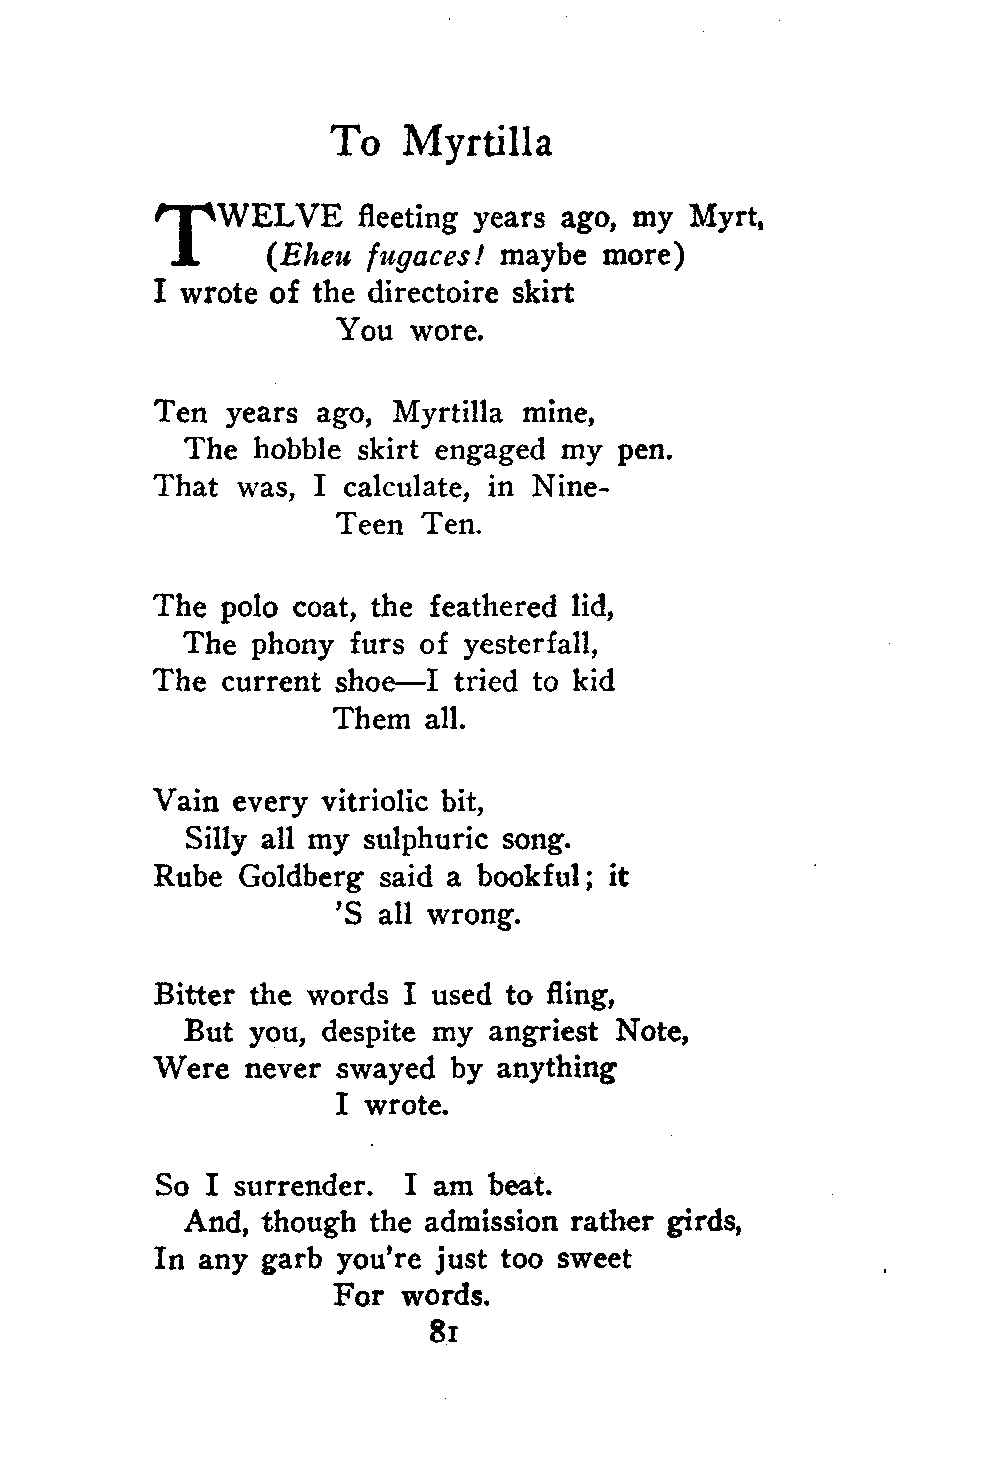 To Myrtilla
TWELVE fleeting years ago, my Myrt,
(Eheu fugaces! maybe more)
I wrote of the directoire skirt
You wore.
Ten years ago, Myrtilla mine,
The hobble skirt engaged my pen.
That was, I calculate, in Nine-
Teen Ten.
The polo coat, the feathered lid,
The phony furs of yesterfall,
The current shoe—I tried to kid
Them all.
Vain every vitriolic bit,
Silly all my sulphuric song.
Rube Goldberg said a bookful; it
'S all wrong.
Bitter the words I used to fling,
But you, despite my angriest Note,
Were never swayed by anything
I wrote.
So I surrender. I am beat.
And, though the admission rather girds,
In any garb you're just too sweet
For words.
81